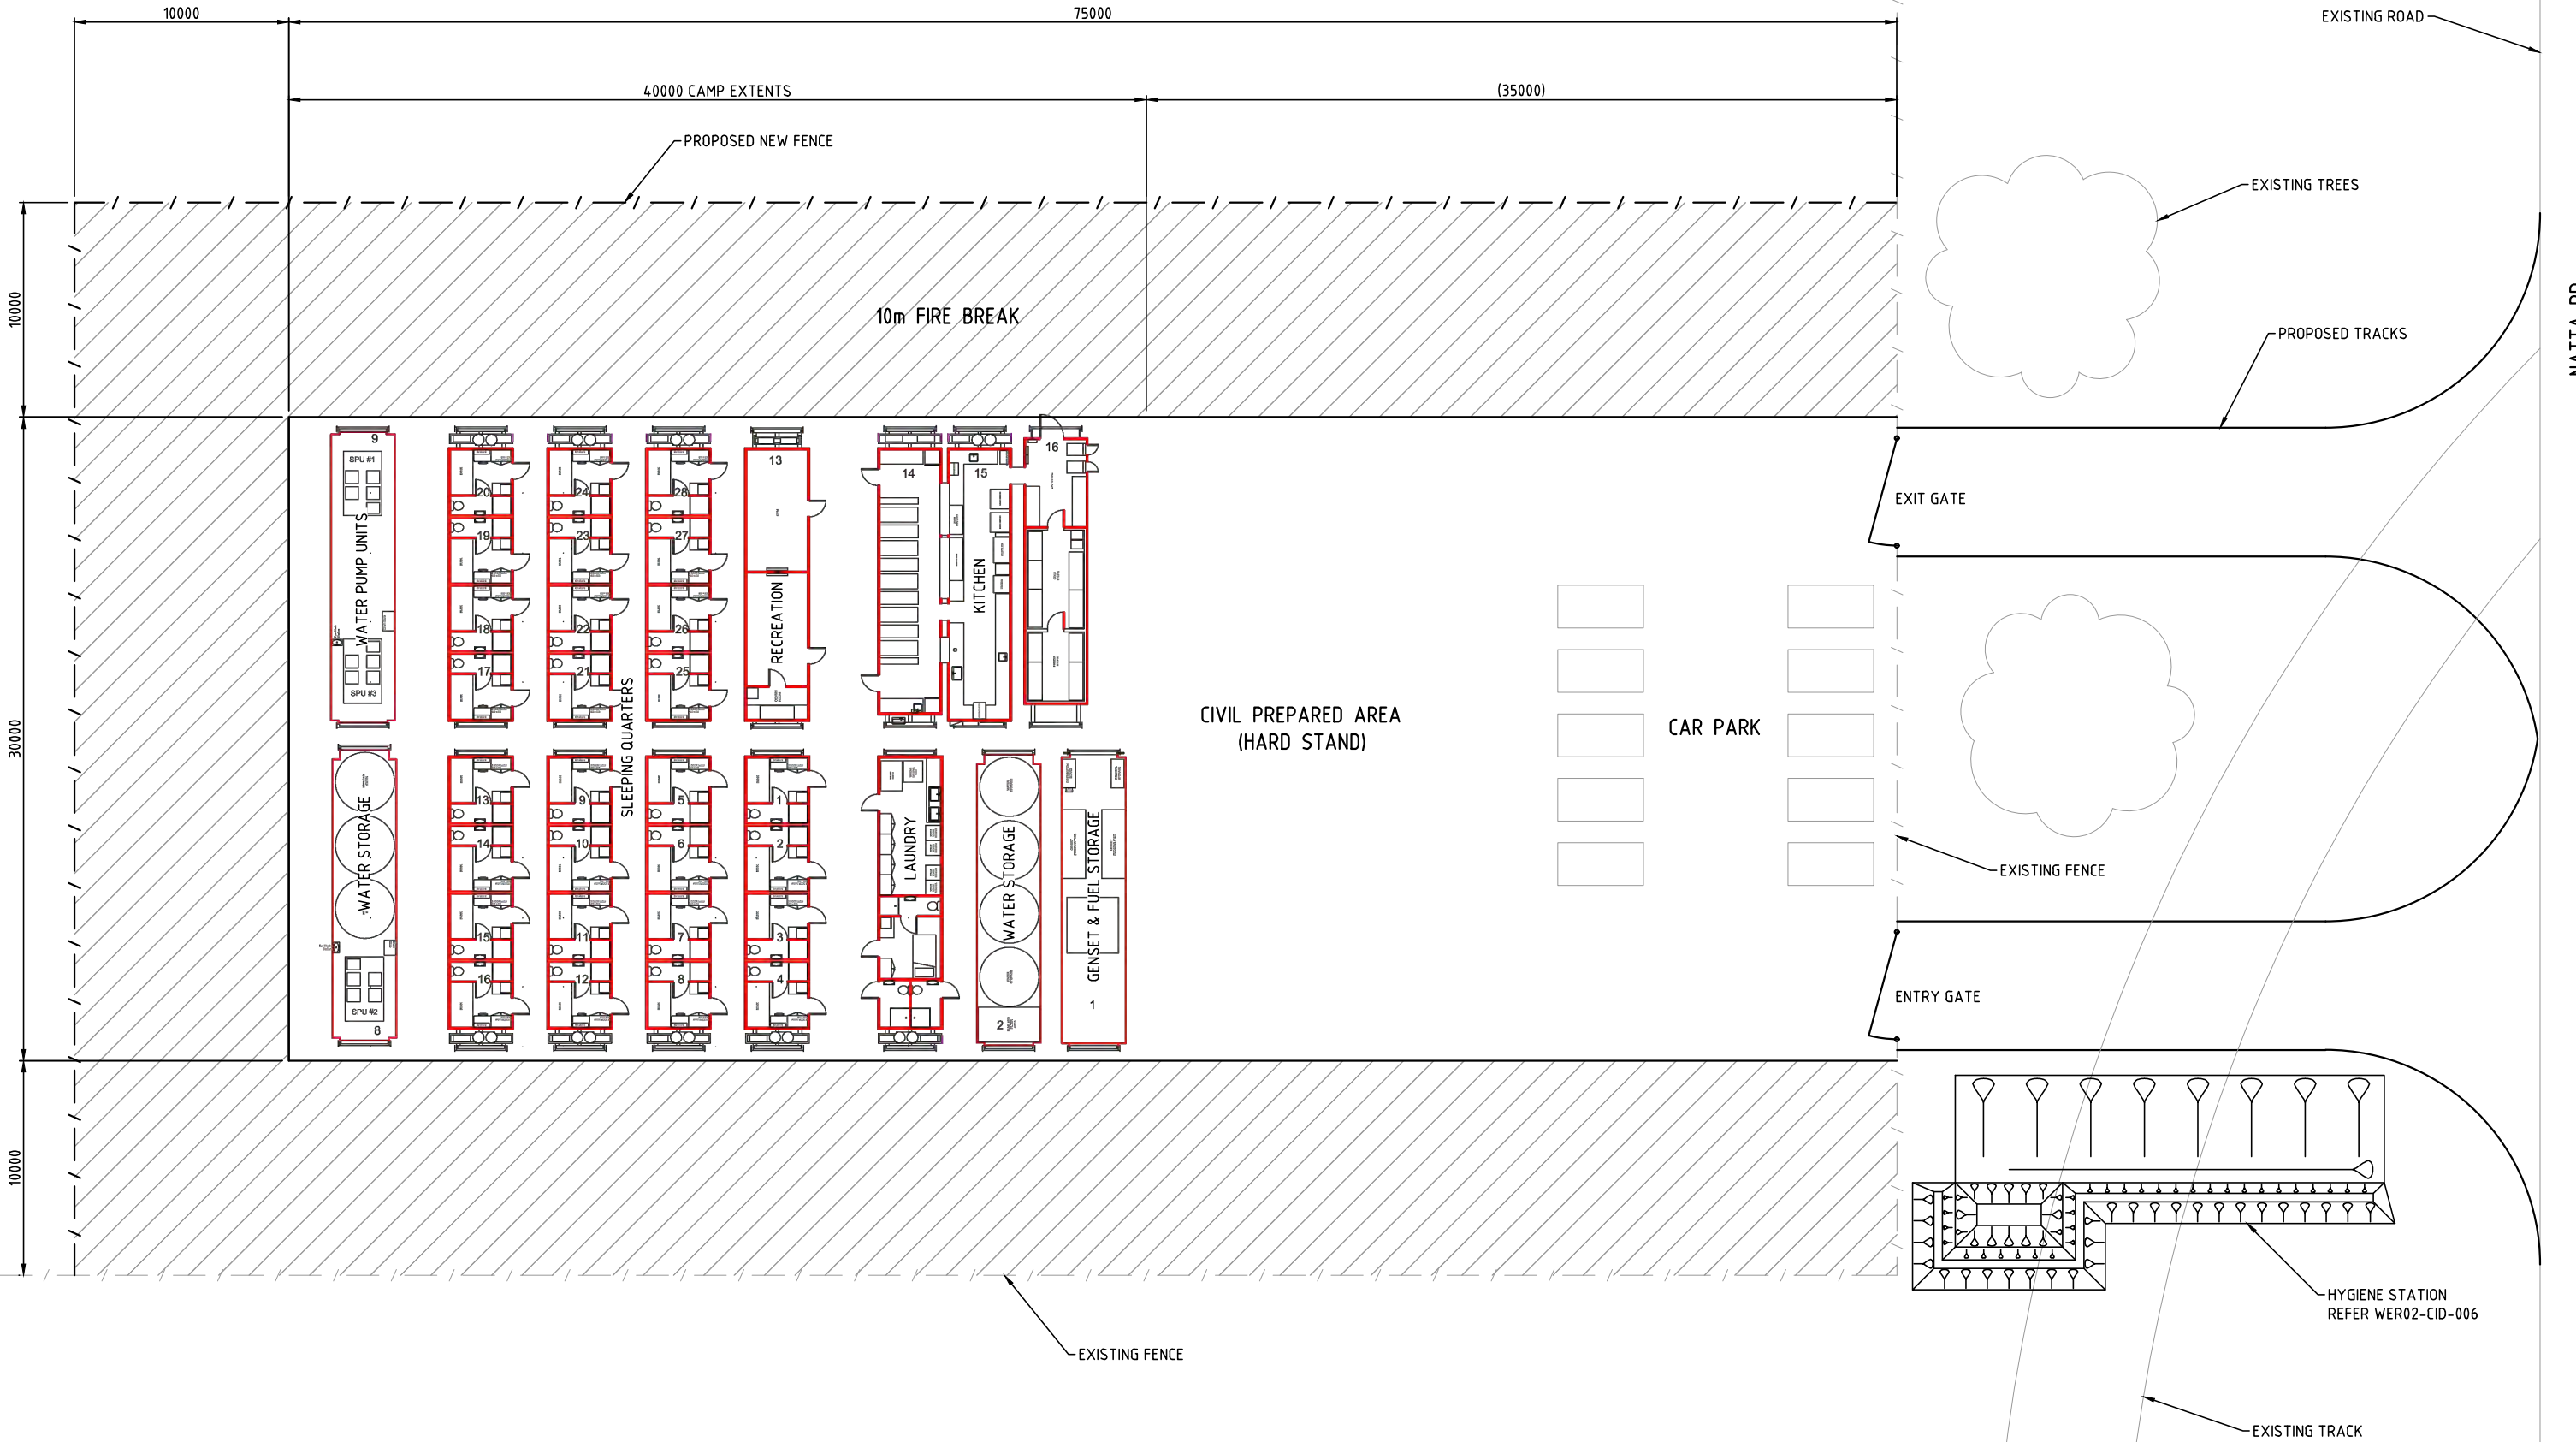 10000
75000
EXISTING ROAD
40000 CAMP EXTENTS
(35000)
PROPOSED NEW FENCE
EXISTING TREES
10000
10m FIRE BREAK
PROPOSED TRACKS
9
SPU #1
WATER PUMP UNITS
SPU #3
20
19
18
17
24
23
22
21
28
27
26
25
SLEEPING QUARTERS
13
RECREATION
14
15
KITCHEN
16
EXIT GATE
CIVIL PREPARED AREA
(HARD STAND)
CAR PARK
30000
WATER STORAGE
SPU #2
8
13
14
15
16
9
10
11
12
5
6
7
8
1
2
3
4
LAUNDRY
WATER STORAGE
2
GENSET & FUEL STORAGE
1
EXISTING FENCE
ENTRY GATE
10000
HYGIENE STATION
REFER WER02-CID-006
EXISTING FENCE
EXISTING TRACK